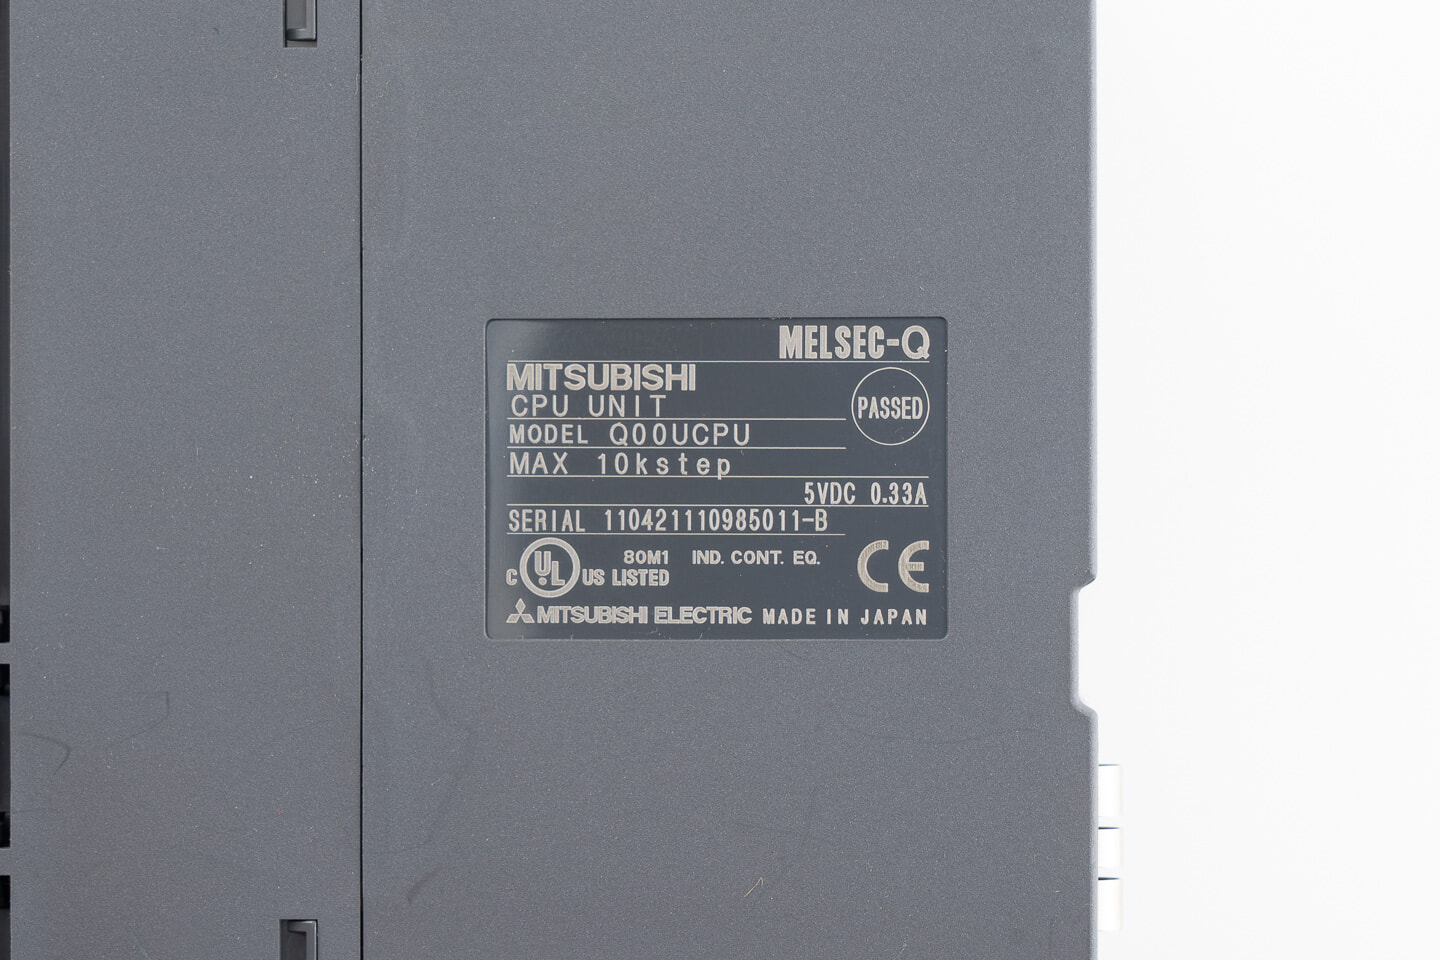 MELSEC-Q
MITSUBISHI
CPU UNIT
PASSED
MODEL Q00UCPU
MAX 10kstep
5VDC 0.33A
SERIAL 110421110985011-B
C UL US LISTED 80M1 IND. CONT. EQ.
CE
MITSUBISHI ELECTRIC MADE IN JAPAN